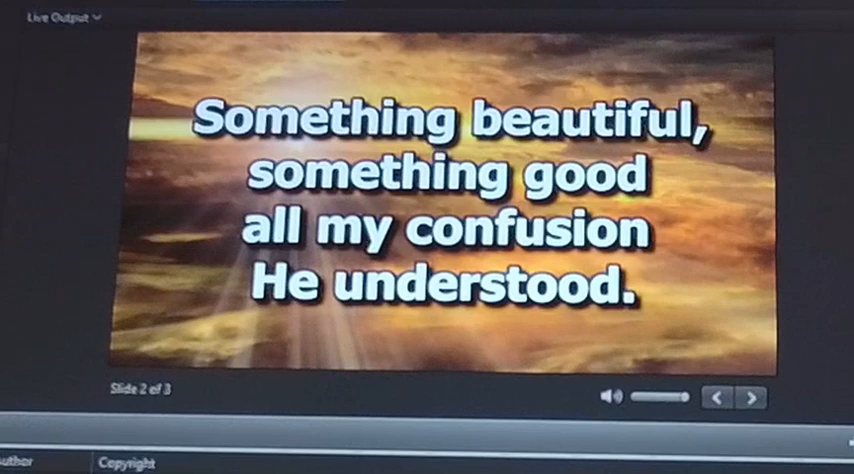 Live Output
Something beautiful,
something good
all my confusion
He understood.
Slide 2 of 3
uthor
Copyright